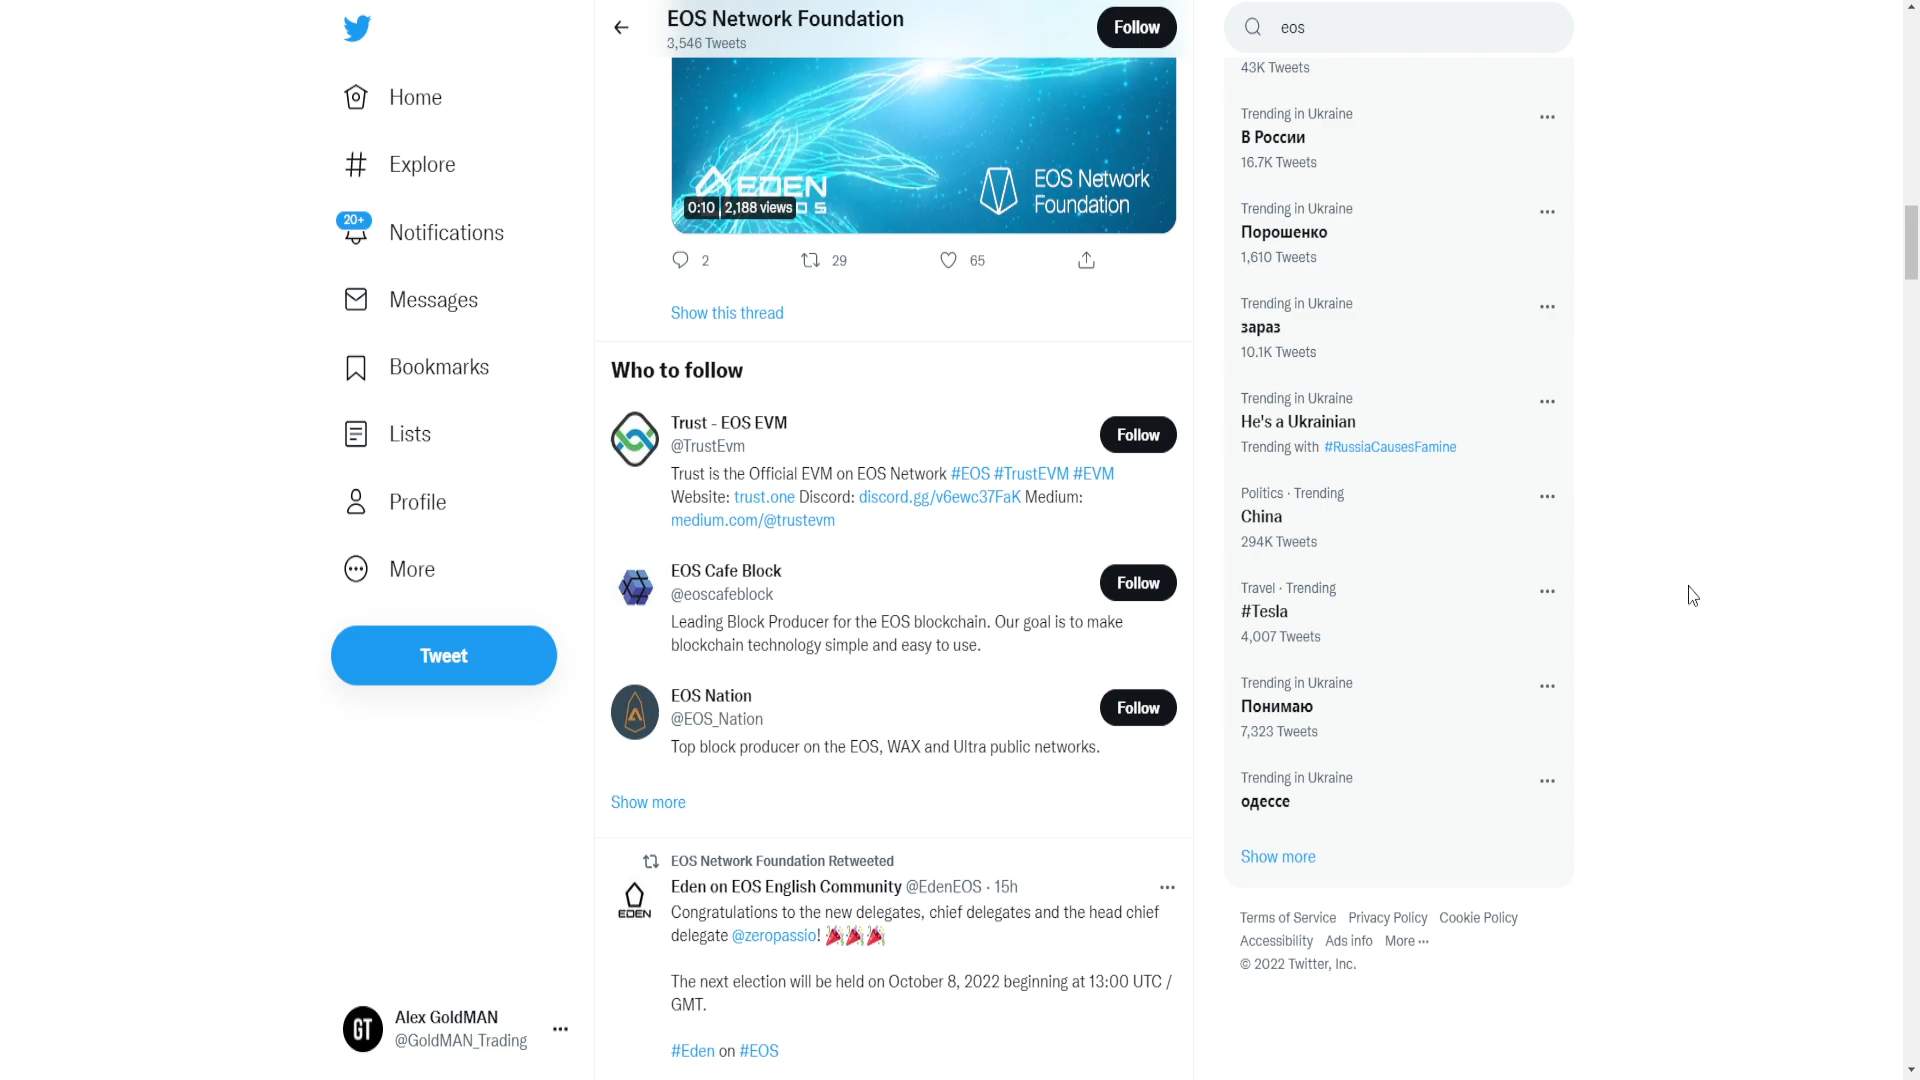 Home
Explore
20+
Notifications
Messages
Bookmarks
Lists
Profile
More
Tweet
GT
Alex GoldMAN
@GoldMAN_Trading
EOS Network Foundation
3,546 Tweets
Follow
EDEN
OS
0:10 2,188 views
EOS Network
Foundation
2 29 65
Show this thread
Who to follow
Trust - EOS EVM
@TrustEvm
Follow
Trust is the Official EVM on EOS Network #EOS #TrustEVM #EVM
Website: trust.one Discord: discord.gg/v6ewc37FaK Medium:
medium.com/@trustevm
EOS Cafe Block
@eoscafeblock
Follow
Leading Block Producer for the EOS blockchain. Our goal is to make
blockchain technology simple and easy to use.
EOS Nation
@EOS_Nation
Follow
Top block producer on the EOS, WAX and Ultra public networks.
Show more
EOS Network Foundation Retweeted
EDEN
Eden on EOS English Community @EdenEOS · 15h
Congratulations to the new delegates, chief delegates and the head chief
delegate @zeropassio! 🎉🎉🎉
The next election will be held on October 8, 2022 beginning at 13:00 UTC /
GMT.
#Eden on #EOS
eos
43K Tweets
Trending in Ukraine
В России
16.7K Tweets
Trending in Ukraine
Порошенко
1,610 Tweets
Trending in Ukraine
зараз
10.1K Tweets
Trending in Ukraine
He's a Ukrainian
Trending with #RussiaCausesFamine
Politics · Trending
China
294K Tweets
Travel · Trending
#Tesla
4,007 Tweets
Trending in Ukraine
Понимаю
7,323 Tweets
Trending in Ukraine
одессе
Show more
Terms of Service Privacy Policy Cookie Policy
Accessibility Ads info More ···
© 2022 Twitter, Inc.